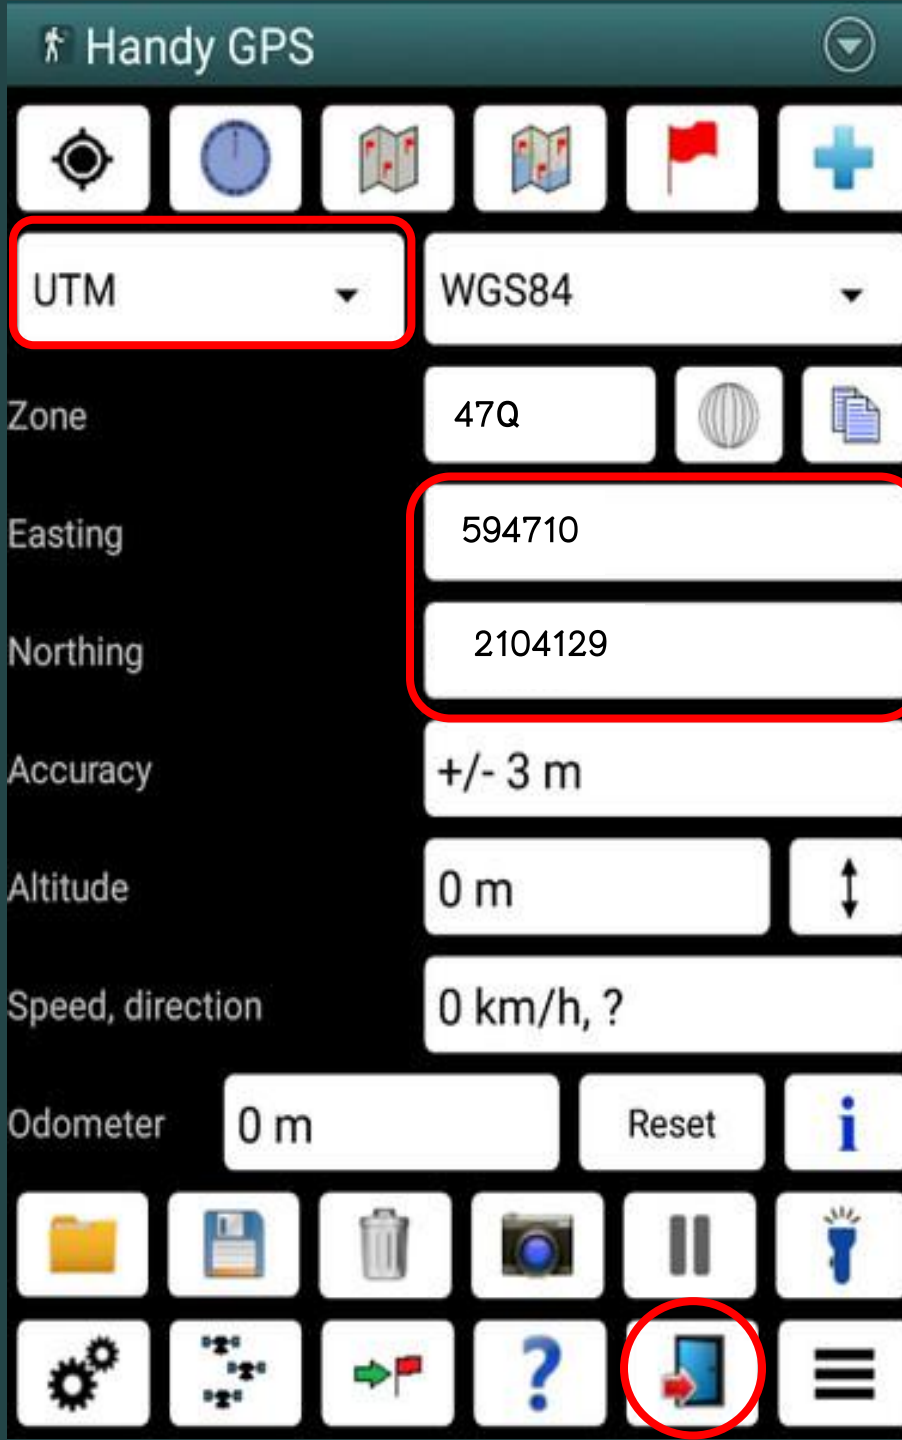 Handy GPS
UTM WGS84
Zone 47Q
Easting 594710
Northing 2104129
Accuracy +/- 3 m
Altitude 0 m
Speed, direction 0 km/h, ?
Odometer 0 m Reset